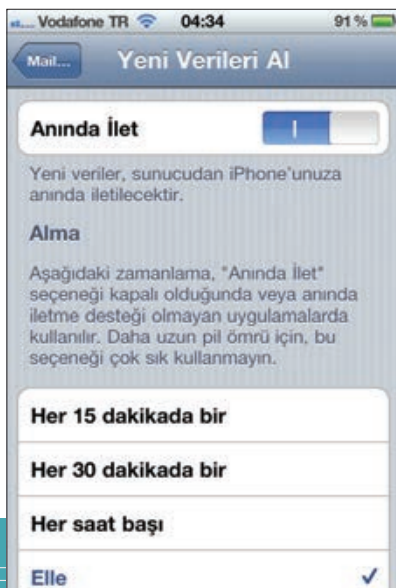 Vodafone TR 04:34 91 %
Mail... Yeni Verileri Al
Anında İlet
Yeni veriler, sunucudan iPhone'unuza
anında iletilecektir.
Alma
Aşağıdaki zamanlama, "Anında İlet"
seçeneği kapalı olduğunda veya anında
iletme desteği olmayan uygulamalarda
kullanılır. Daha uzun pil ömrü için, bu
seçeneği çok sık kullanmayın.
Her 15 dakikada bir
Her 30 dakikada bir
Her saat başı
Elle